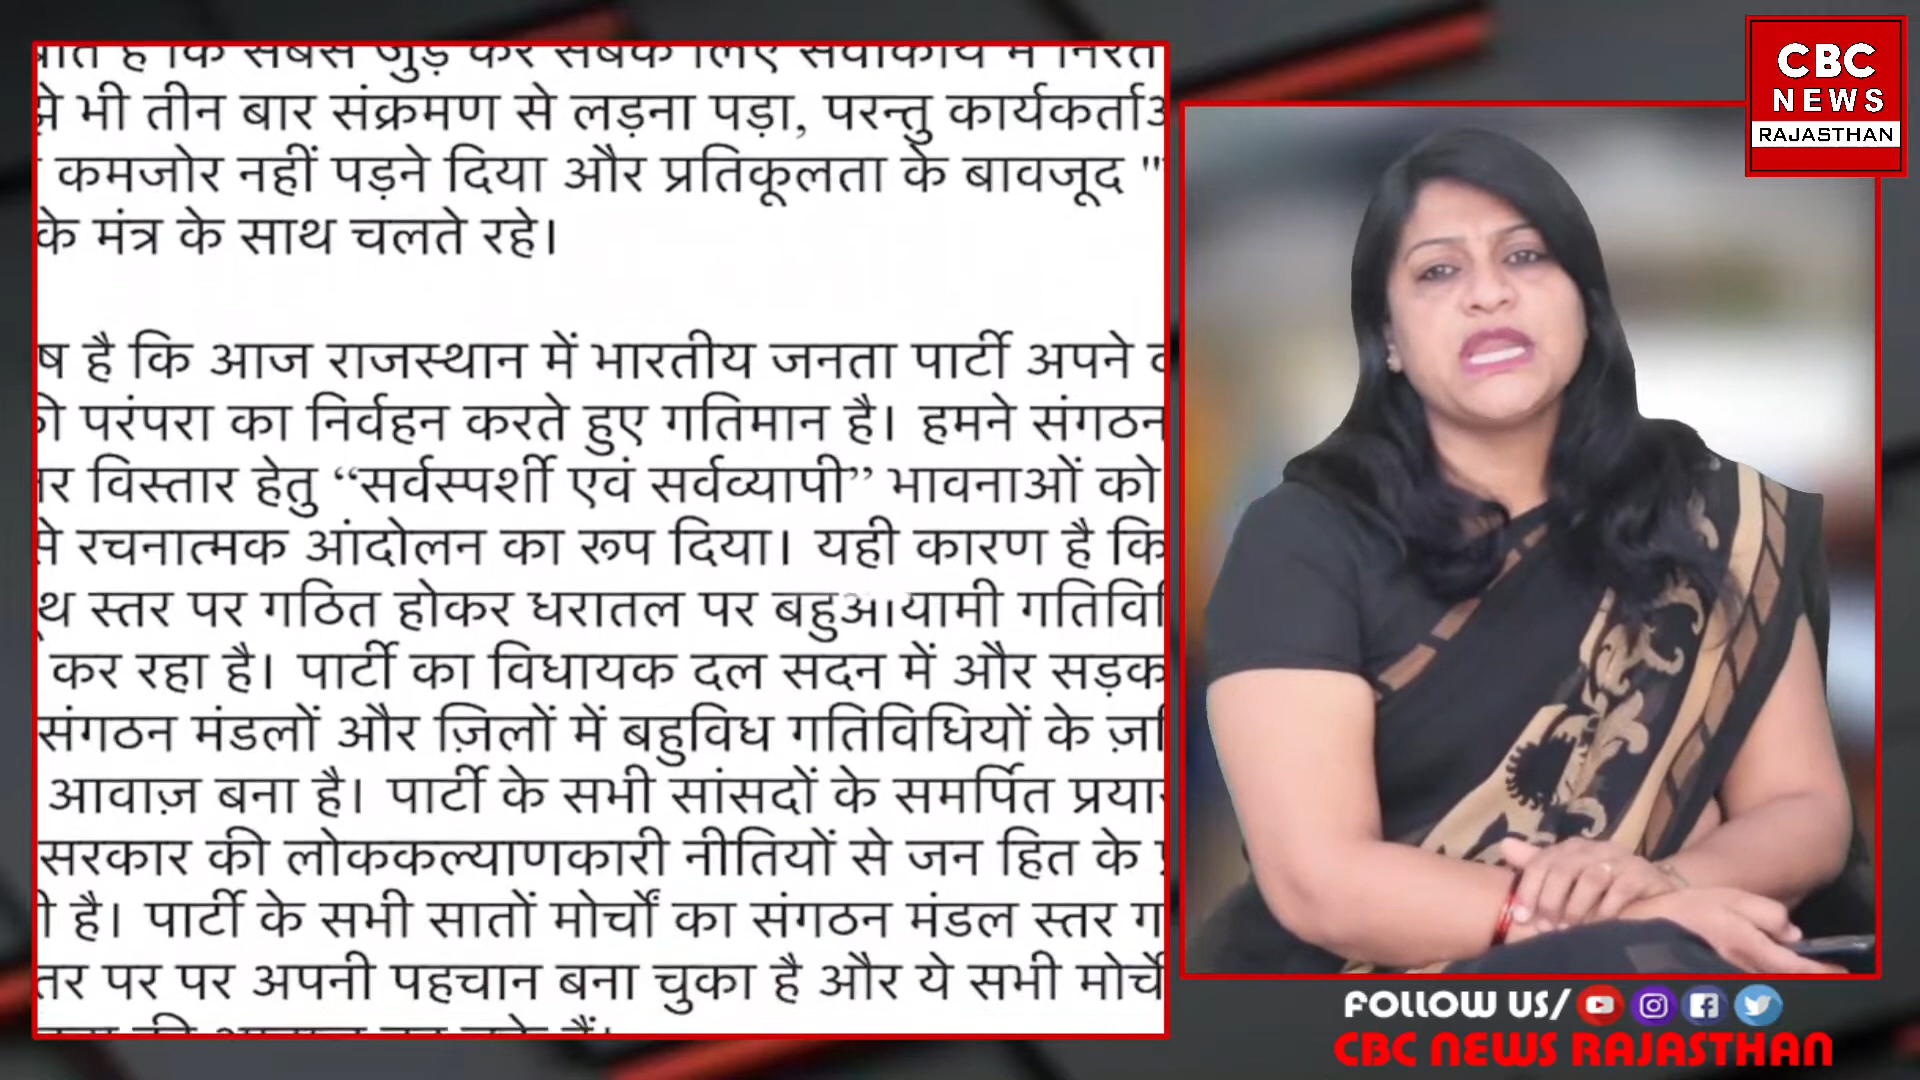 भी तीन बार संक्रमण से लड़ना पड़ा, परन्तु
कमजोर नहीं पड़ने दिया और प्रतिकूलता के बावजूद "
के मंत्र के साथ चलते रहे।
है कि आज राजस्थान में भारतीय जनता पार्टी अपने
परंपरा का निर्वहन करते हुए गतिमान है। हमने संगठन
विस्तार हेतु “सर्वस्पर्शी एवं सर्वव्यापी” भावनाओं को
से रचनात्मक आंदोलन का रूप दिया। यही कारण है कि
स्तर पर गठित होकर धरातल पर बहुआयामी
कर रहा है। पार्टी का विधायक दल सदन में और सड़क
संगठन मंडलों और ज़िलों में बहुविध गतिविधियों के
आवाज़ बना है। पार्टी के सभी सांसदों के समर्पित
सरकार की लोककल्याणकारी नीतियों से जन हित के
है। पार्टी के सभी सातों मोर्चों का संगठन मंडल स्तर
पर पर अपनी पहचान बना चुका है और ये सभी मोर्चे
CBC
NEWS
RAJASTHAN
FOLLOW US/
CBC NEWS RAJASTHAN